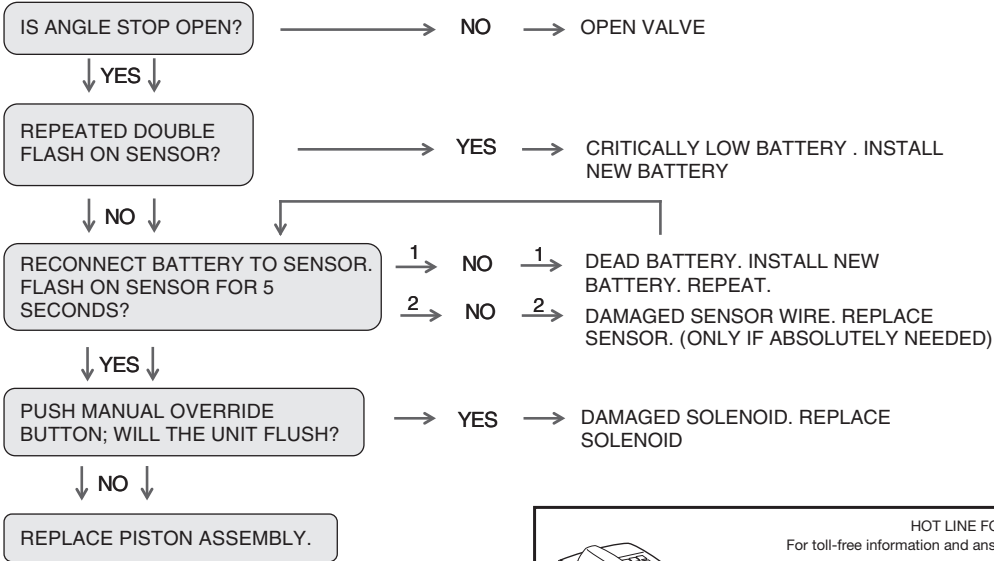 IS ANGLE STOP OPEN?
NO
OPEN VALVE
YES
REPEATED DOUBLE
FLASH ON SENSOR?
YES
CRITICALLY LOW BATTERY . INSTALL
NEW BATTERY
NO
RECONNECT BATTERY TO SENSOR.
FLASH ON SENSOR FOR 5
SECONDS?
1
NO
1
DEAD BATTERY. INSTALL NEW
BATTERY. REPEAT.
2
NO
2
DAMAGED SENSOR WIRE. REPLACE
SENSOR. (ONLY IF ABSOLUTELY NEEDED)
YES
PUSH MANUAL OVERRIDE
BUTTON; WILL THE UNIT FLUSH?
YES
DAMAGED SOLENOID. REPLACE
SOLENOID
NO
REPLACE PISTON ASSEMBLY.
HOT LINE
For toll-free information and